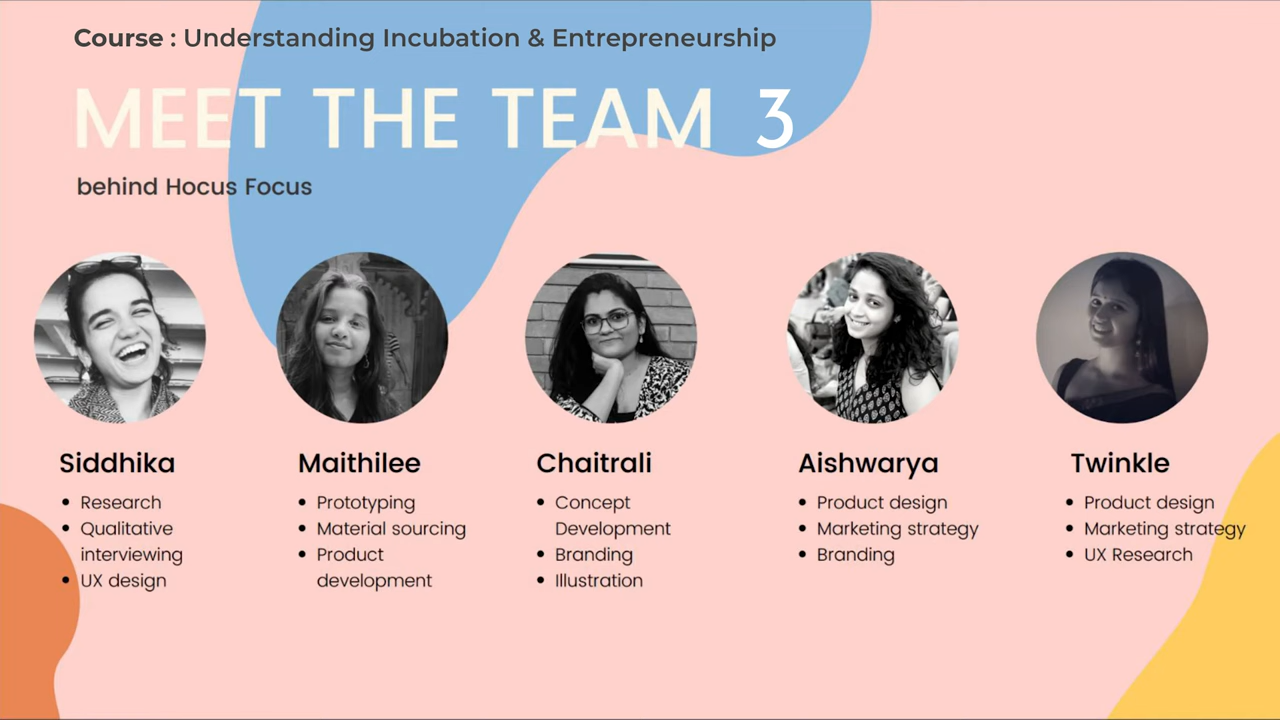 Course : Understanding Incubation & Entrepreneurship
MEET THE TEAM 3
behind Hocus Focus
Siddhika
• Research
• Qualitative
interviewing
• UX design
Maithilee
• Prototyping
• Material sourcing
• Product
development
Chaitrali
• Concept
Development
• Branding
• Illustration
Aishwarya
• Product design
• Marketing strategy
• Branding
Twinkle
• Product design
• Marketing strategy
• UX Research